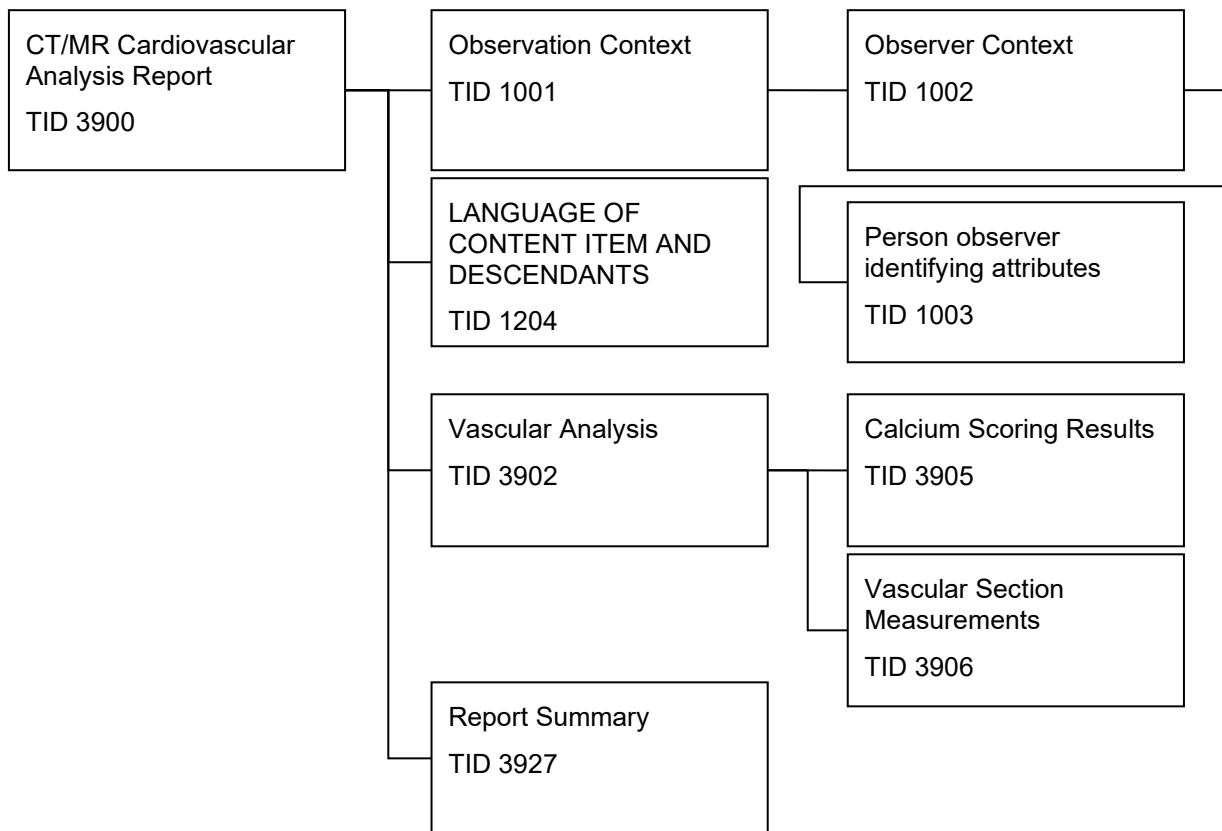 CT/MR Cardiovascular
Analysis Report
TID 3900
Observation Context
TID 1001
Observer Context
TID 1002
LANGUAGE OF
CONTENT ITEM AND
DESCENDANTS
TID 1204
Person observer
identifying attributes
TID 1003
Vascular Analysis
TID 3902
Calcium Scoring Results
TID 3905
Vascular Section
Measurements
TID 3906
Report Summary
TID 3927